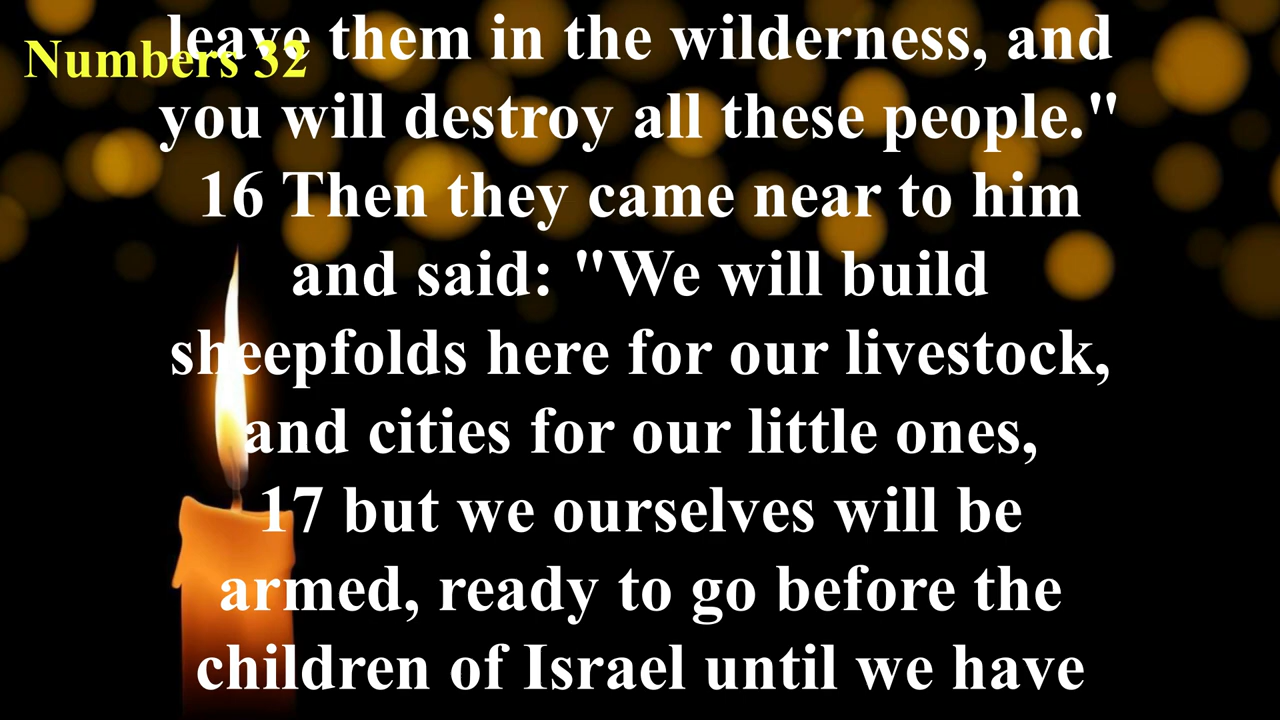 leave them in the wilderness, and
Numbers 32
you will destroy all these people."
16 Then they came near to him
and said: "We will build
sheepfolds here for our livestock,
and cities for our little ones,
17 but we ourselves will be
armed, ready to go before the
children of Israel until we have